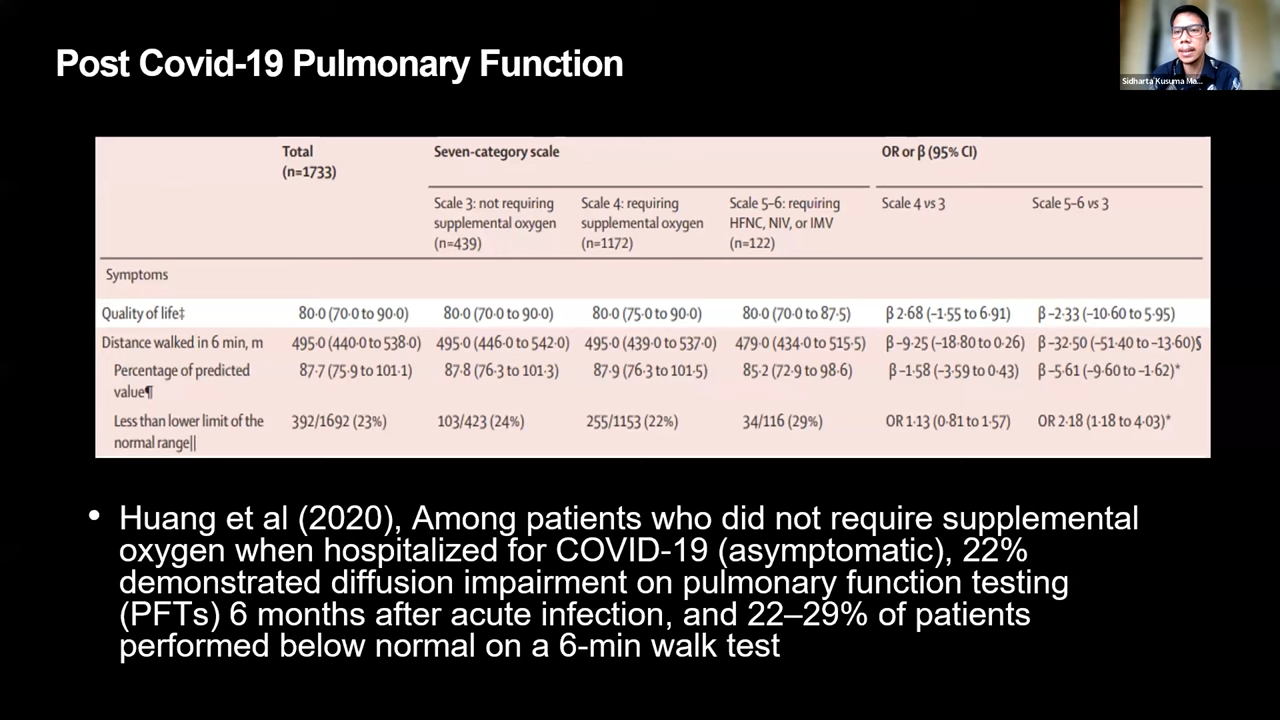 Post Covid-19 Pulmonary Function
Sidharta Kusuma Ma...
Total Seven-category scale OR or β (95% CI)
(n=1733)
Scale 3: not requiring Scale 4: requiring Scale 5–6: requiring Scale 4 vs 3 Scale 5–6 vs 3
supplemental oxygen supplemental oxygen HFNC, NIV, or IMV
(n=439) (n=1172) (n=122)
Symptoms
Quality of life‡ 80·0 (70·0 to 90·0) 80·0 (70·0 to 90·0) 80·0 (75·0 to 90·0) 80·0 (70·0 to 87·5) β 2·68 (–1·55 to 6·91) β –2·33 (–10·60 to 5·95)
Distance walked in 6 min, m 495·0 (440·0 to 538·0) 495·0 (446·0 to 542·0) 495·0 (439·0 to 537·0) 479·0 (434·0 to 515·5) β –9·25 (–18·80 to 0·26) β –32·50 (–51·40 to –13·60)§
Percentage of predicted 87·7 (75·9 to 101·1) 87·8 (76·3 to 101·3) 87·9 (76·3 to 101·5) 85·2 (72·9 to 98·6) β –1·58 (–3·59 to 0·43) β –5·61 (–9·60 to –1·62)*
value¶
Less than lower limit of the 392/1692 (23%) 103/423 (24%) 255/1153 (22%) 34/116 (29%) OR 1·13 (0·81 to 1·57) OR 2·18 (1·18 to 4·03)*
normal range||
• Huang et al (2020), Among patients who did not require supplemental
oxygen when hospitalized for COVID-19 (asymptomatic), 22%
demonstrated diffusion impairment on pulmonary function testing
(PFTs) 6 months after acute infection, and 22–29% of patients
performed below normal on a 6-min walk test